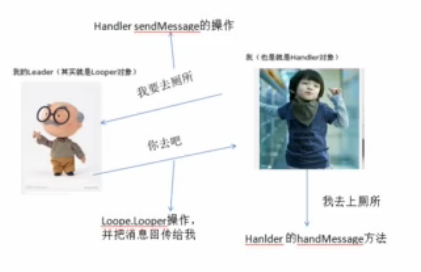 Handler sendMessage的操作
我的Leader（其实就是Looper对象）
我（也是就是Handler对象）
我要去厕所
你去吧
Loope.Looper操作，
并把消息回传给我
我去上厕所
Hanlder 的handMessage方法